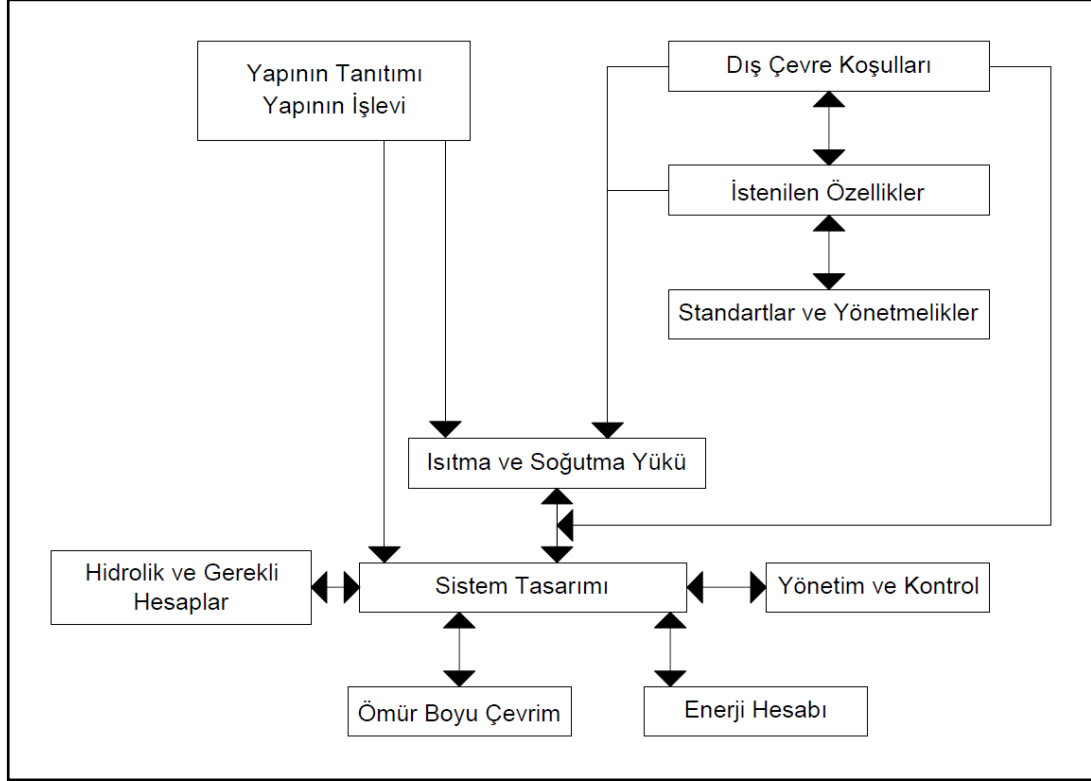 Yapının Tanıtımı
Yapının İşlevi
Dış Çevre Koşulları
İstenilen Özellikler
Standartlar ve Yönetmelikler
Isıtma ve Soğutma Yükü
Hidrolik ve Gerekli
Hesaplar
Sistem Tasarımı
Yönetim ve Kontrol
Ömür Boyu Çevrim
Enerji Hesabı